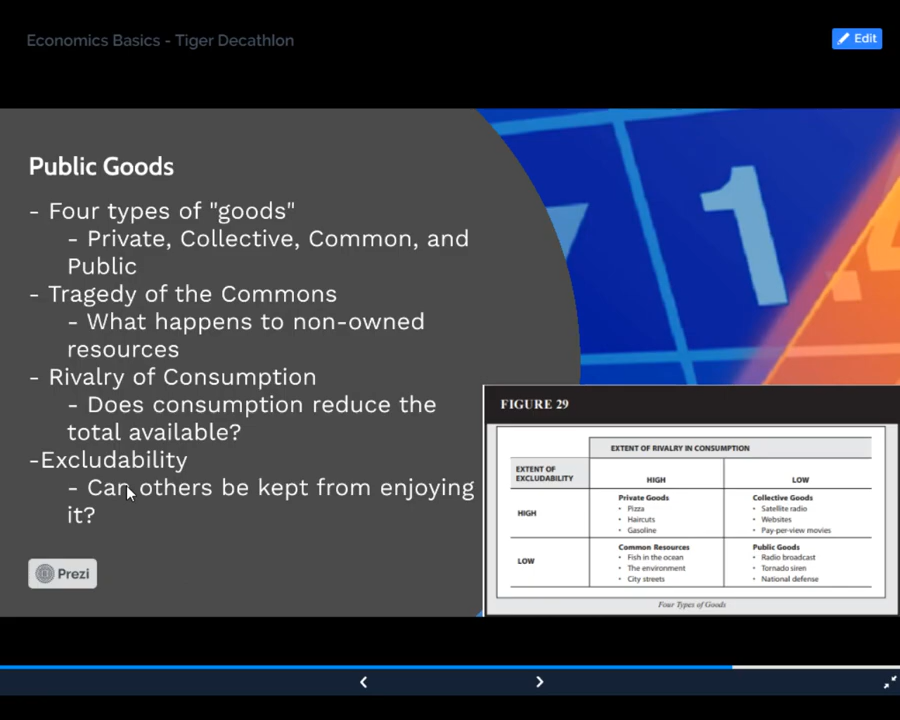 Economics Basics - Tiger Decathlon
Edit
Public Goods
- Four types of "goods"
- Private, Collective, Common, and
Public
- Tragedy of the Commons
- What happens to non-owned
resources
- Rivalry of Consumption
- Does consumption reduce the
total available?
-Excludability
- Can others be kept from enjoying
it?
Prezi
1
FIGURE 29
EXTENT OF RIVALRY IN CONSUMPTION
EXTENT OF
EXCLUDABILITY
HIGH LOW
HIGH
Private Goods
• Pizza
• Haircuts
• Gasoline
Collective Goods
• Satellite radio
• Websites
• Pay-per-view movies
LOW
Common Resources
• Fish in the ocean
• The environment
• City streets
Public Goods
• Radio broadcast
• Tornado siren
• National defense
Four Types of Goods